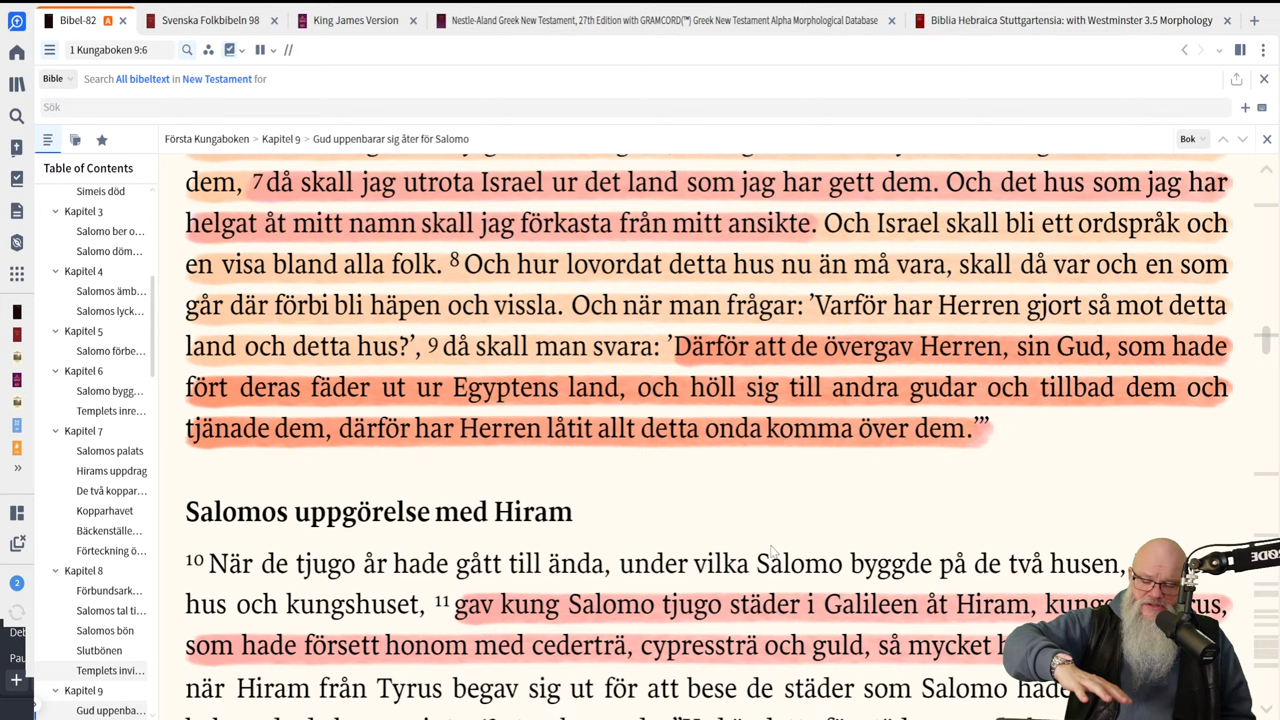 Bibel-82 A
Svenska Folkbibeln 98
King James Version
Nestle-Aland Greek New Testament, 27th Edition with GRAMCORD(™) Greek New Testament Alpha Morphological Database
Biblia Hebraica Stuttgartensia: with Westminster 3.5 Morphology
1 Kungaboken 9:6
Bible
Search All bibeltext in New Testament for
Sök
Första Kungaboken > Kapitel 9 > Gud uppenbarar sig åter för Salomo
Bok
Table of Contents
Simeis död
Kapitel 3
Salomo ber o...
Salomo döm...
Kapitel 4
Salomos ämb...
Salomos lyck...
Kapitel 5
Salomo förbe...
Kapitel 6
Salomo bygg...
Templets inre...
Kapitel 7
Salomos palats
Hirams uppdrag
De två koppar...
Kopparhavet
Bäckenställe...
Förteckning ö...
Kapitel 8
Förbundsark...
Salomo tal ti...
Salomos bön
Slutbönen
Templets invi...
Kapitel 9
Gud uppenba...
2
Det
Pau
dem, 7 då skall jag utrota Israel ur det land som jag har gett dem. Och det hus som jag har
helgat åt mitt namn skall jag förkasta från mitt ansikte. Och Israel skall bli ett ordspråk och
en visa bland alla folk. 8 Och hur lovordat detta hus nu än må vara, skall då var och en som
går där förbi bli häpen och vissla. Och när man frågar: ’Varför har Herren gjort så mot detta
land och detta hus?’, 9 då skall man svara: ’Därför att de övergav Herren, sin Gud, som hade
fört deras fäder ut ur Egyptens land, och höll sig till andra gudar och tillbad dem och
tjänade dem, därför har Herren låtit allt detta onda komma över dem.’”
Salomos uppgörelse med Hiram
10 När de tjugo år hade gått till ända, under vilka Salomo byggde på de två husen,
hus och kungshuset, 11 gav kung Salomo tjugo städer i Galileen åt Hiram,
som hade försett honom med cederträ, cypressträ och guld, så mycket
när Hiram från Tyrus begav sig ut för att bese de städer som Salomo hade